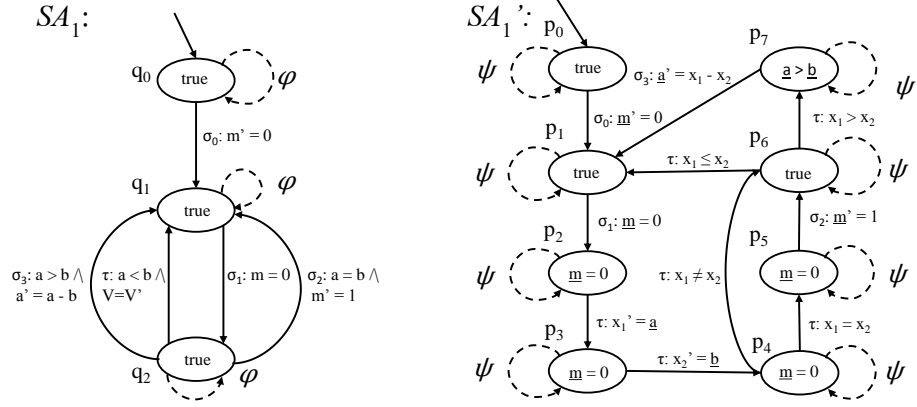 SA₁:
q₀
true
φ
σ₀: m’ = 0
q₁
true
φ
σ₃: a > b /\
a’ = a - b
τ: a < b /\
V=V’
σ₁: m = 0
σ₂: a = b /\
m’ = 1
true
q₂
φ
SA₁’:
p₀
true
ψ
σ₀: m’ = 0
σ₃: a’ = x₁ - x₂
p₇
a > b
ψ
τ: x₁ > x₂
p₁
true
ψ
τ: x₁ ≤ x₂
p₆
true
ψ
σ₁: m = 0
σ₂: m’ = 1
p₂
m = 0
ψ
τ: x₁ ≠ x₂
p₅
m = 0
ψ
τ: x₁’ = a
τ: x₁ = x₂
p₃
m = 0
ψ
τ: x₂’ = b
p₄
m = 0
ψ